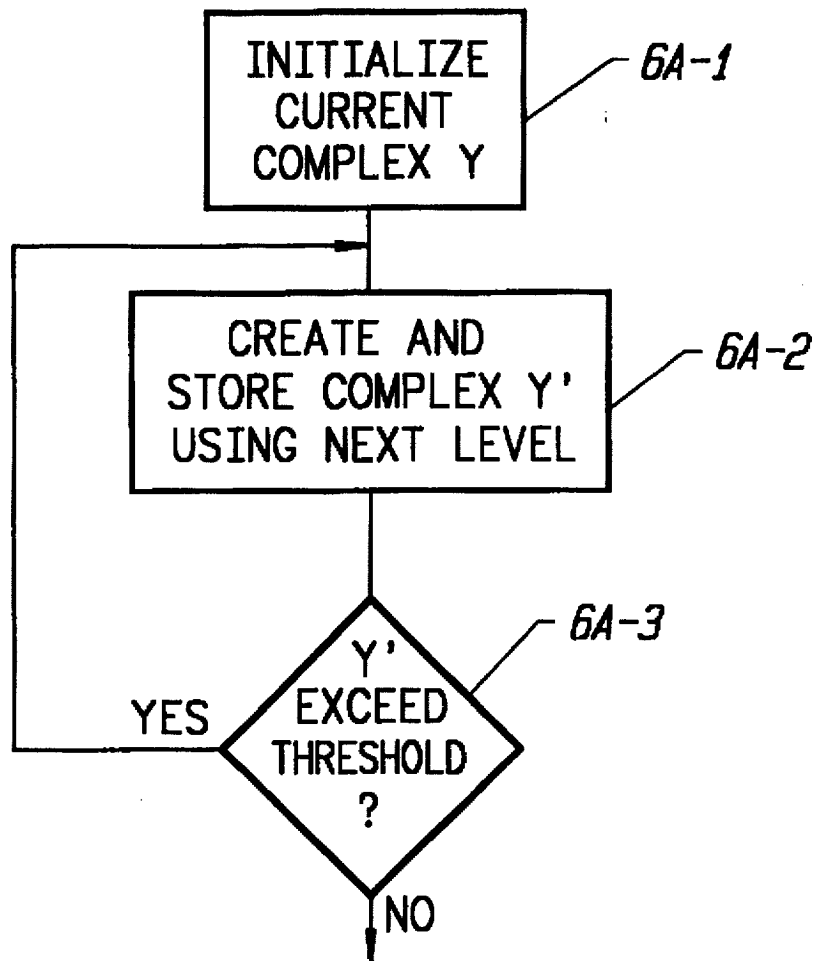 INITIALIZE
CURRENT
COMPLEX Y
6A-1
CREATE AND
STORE COMPLEX Y'
USING NEXT LEVEL
6A-2
Y'
EXCEED
THRESHOLD
?
6A-3
YES
NO